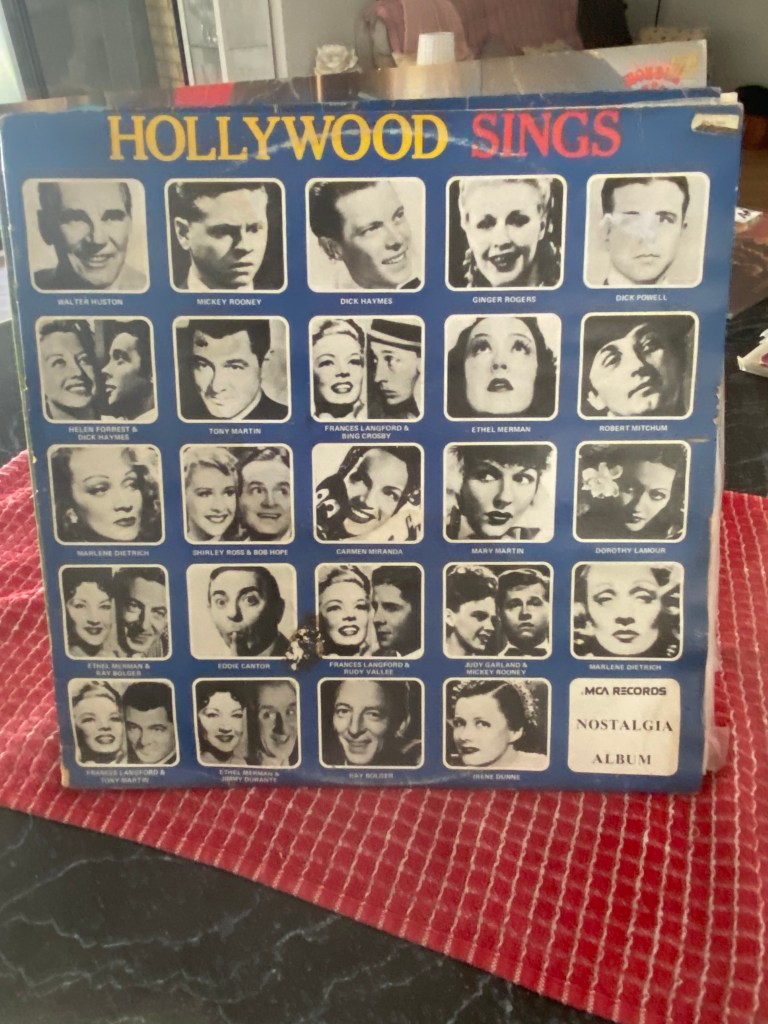 HOLLYWOOD SINGS
WALTER HUSTON MICKEY ROONEY DICK HAYMES GINGER ROGERS DICK POWELL
HELEN FORREST &
DICK HAYMES
TONY MARTIN
FRANCES LANGFORD &
BING CROSBY
ETHEL MERMAN
ROBERT MITCHUM
MARLENE DIETRICH SHIRLEY ROSS & BOB HOPE CARMEN MIRANDA MARY MARTIN DOROTHY LAMOUR
ETHEL MERMAN &
RAY BOLGER
EDDIE CANTOR
FRANCES LANGFORD &
RUDY VALLEE
JUDY GARLAND &
MICKEY ROONEY
MARLENE DIETRICH
FRANCES LANGFORD &
TONY MARTIN
ETHEL MERMAN &
JIMMY DURANTE
RAY BOLGER
IRENE DUNNE
MCA RECORDS
NOSTALGIA
ALBUM